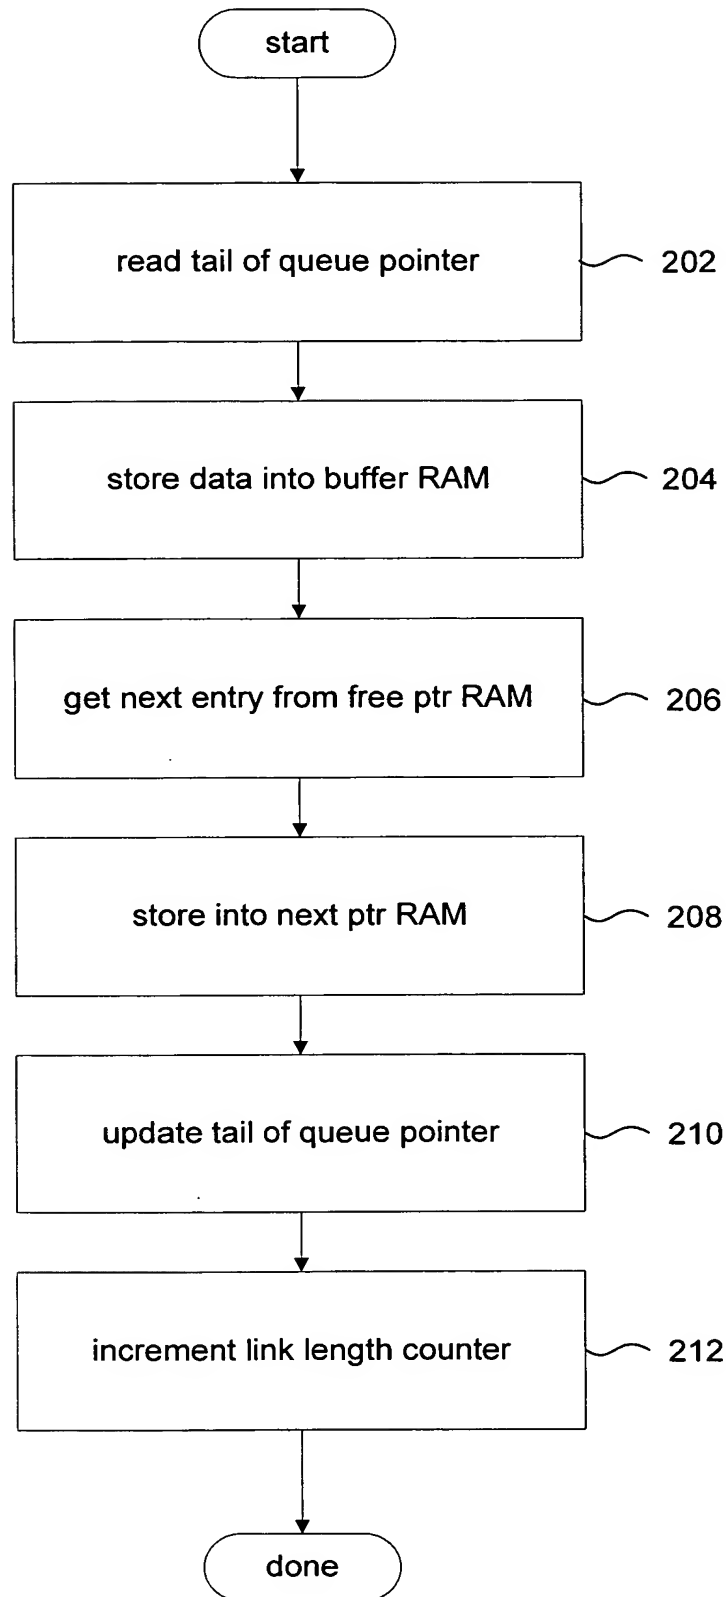 start
read tail of queue pointer
202
store data into buffer RAM
204
get next entry from free ptr RAM
206
store into next ptr RAM
208
update tail of queue pointer
210
increment link length counter
212
done